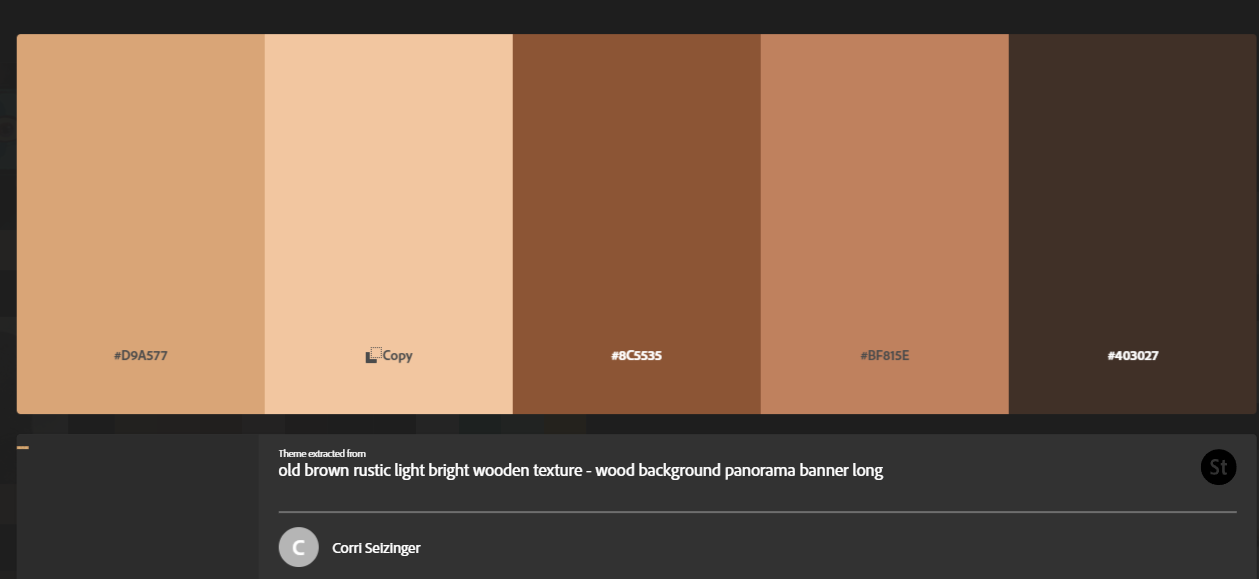 #D9A577
Copy
#8C5535
#BF815E
#403027
Theme extracted from
old brown rustic light bright wooden texture - wood background panorama banner long
St
C
Corri Seizinger